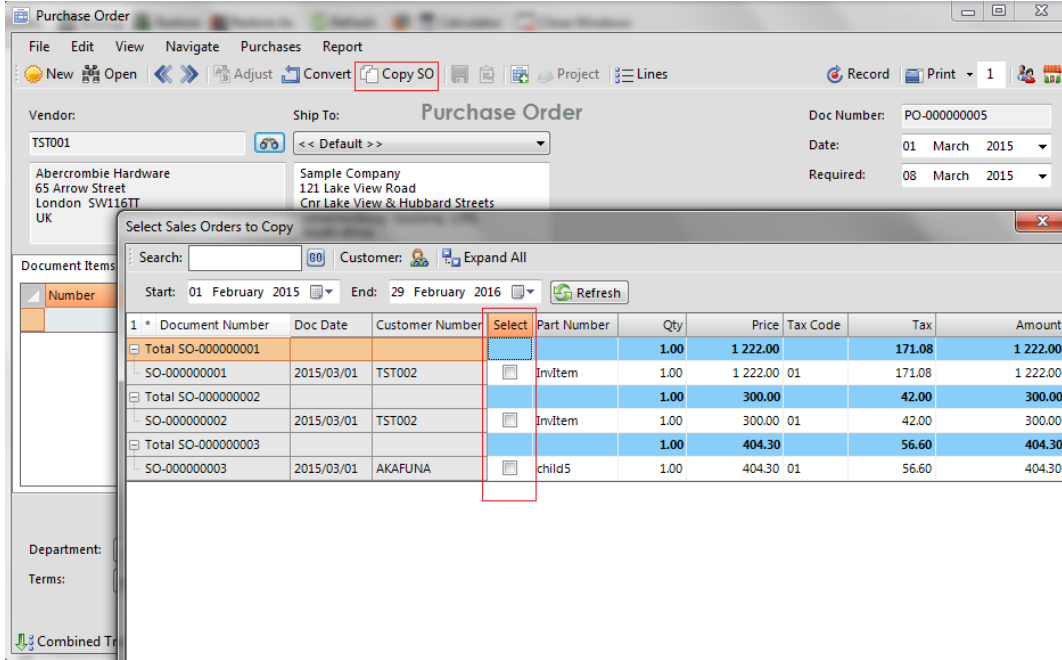 Purchase Order
File Edit View Navigate Purchases Report
New Open Adjust Convert Copy SO Project Lines Record Print 1
Vendor: Ship To: Purchase Order Doc Number: PO-000000005
TST001 << Default >> Date: 01 March 2015
Abercrombie Hardware Sample Company Required: 08 March 2015
65 Arrow Street 121 Lake View Road
London SW116TT Cnr Lake View & Hubbard Streets
UK
Select Sales Orders to Copy
Search: GO Customer: Expand All
Document Items
Start: 01 February 2015 End: 29 February 2016 Refresh
Number
1 * Document Number Doc Date Customer Number Select Part Number Qty Price Tax Code Tax Amount
Total SO-000000001 1.00 1 222.00 171.08 1 222.00
SO-000000001 2015/03/01 TST002 InvItem 1.00 1 222.00 01 171.08 1 222.00
Total SO-000000002 1.00 300.00 42.00 300.00
SO-000000002 2015/03/01 TST002 InvItem 1.00 300.00 01 42.00 300.00
Total SO-000000003 1.00 404.30 56.60 404.30
SO-000000003 2015/03/01 AKAFUNA child5 1.00 404.30 01 56.60 404.30
Department:
Terms:
Combined Tr